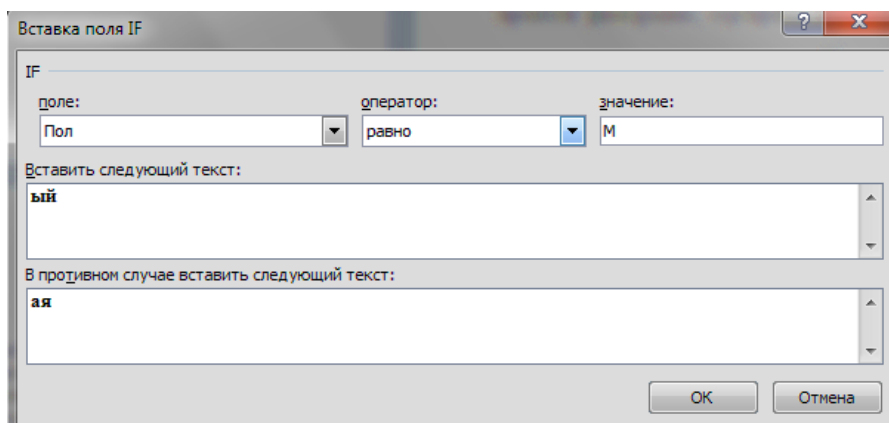 Вставка поля IF
IF
поле: оператор: значение:
Пол равно М
Вставить следующий текст:
ый
В противном случае вставить следующий текст:
ая
ОК Отмена